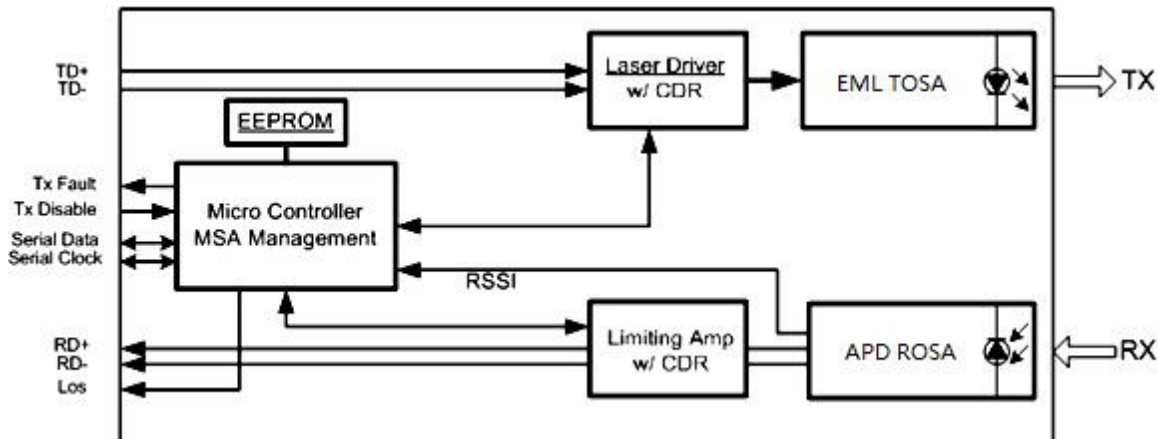 TD+
TD-
Laser Driver
w/ CDR
EML TOSA
TX
EEPROM
Tx Fault
Tx Disable
Serial Data
Serial Clock
Micro Controller
MSA Management
RSSI
RD+
RD-
Los
Limiting Amp
w/ CDR
APD ROSA
RX